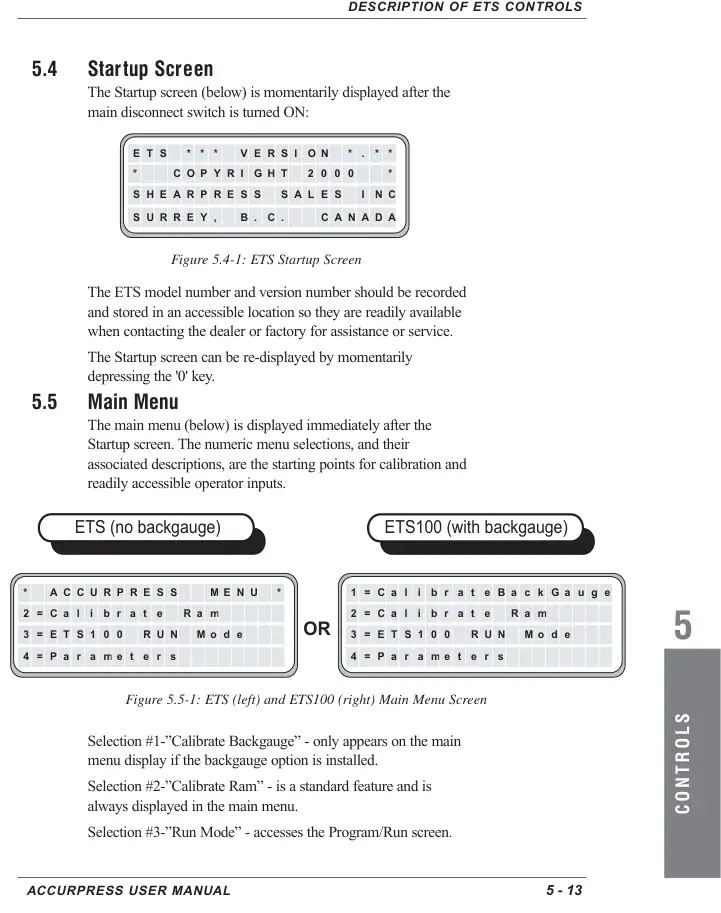 DESCRIPTION OF ETS CONTROLS
5.4 Startup Screen
The Startup screen (below) is momentarily displayed after the
main disconnect switch is turned ON:
ETS *** VERSION *.**
* COPYRIGHT 2000 *
SHEARPRESS SALES INC
SURREY, B.C. CANADA
Figure 5.4-1: ETS Startup Screen
The ETS model number and version number should be recorded
and stored in an accessible location so they are readily available
when contacting the dealer or factory for assistance or service.
The Startup screen can be re-displayed by momentarily
depressing the '0' key.
5.5 Main Menu
The main menu (below) is displayed immediately after the
Startup screen. The numeric menu selections, and their
associated descriptions, are the starting points for calibration and
readily accessible operator inputs.
ETS (no backgauge)
* ACCURPRESS MENU *
2=Calibrate Ram
3=ETS100 RUN Mode
4=Parameters
OR
ETS100 (with backgauge)
1=CalibrateBackGauge
2=Calibrate Ram
3=ETS100 RUN Mode
4=Parameters
Figure 5.5-1: ETS (left) and ETS100 (right) Main Menu Screen
Selection #1-”Calibrate Backgauge” - only appears on the main
menu display if the backgauge option is installed.
Selection #2-”Calibrate Ram” - is a standard feature and is
always displayed in the main menu.
Selection #3-”Run Mode” - accesses the Program/Run screen.
5
CONTROLS
ACCURPRESS USER MANUAL 5 - 13